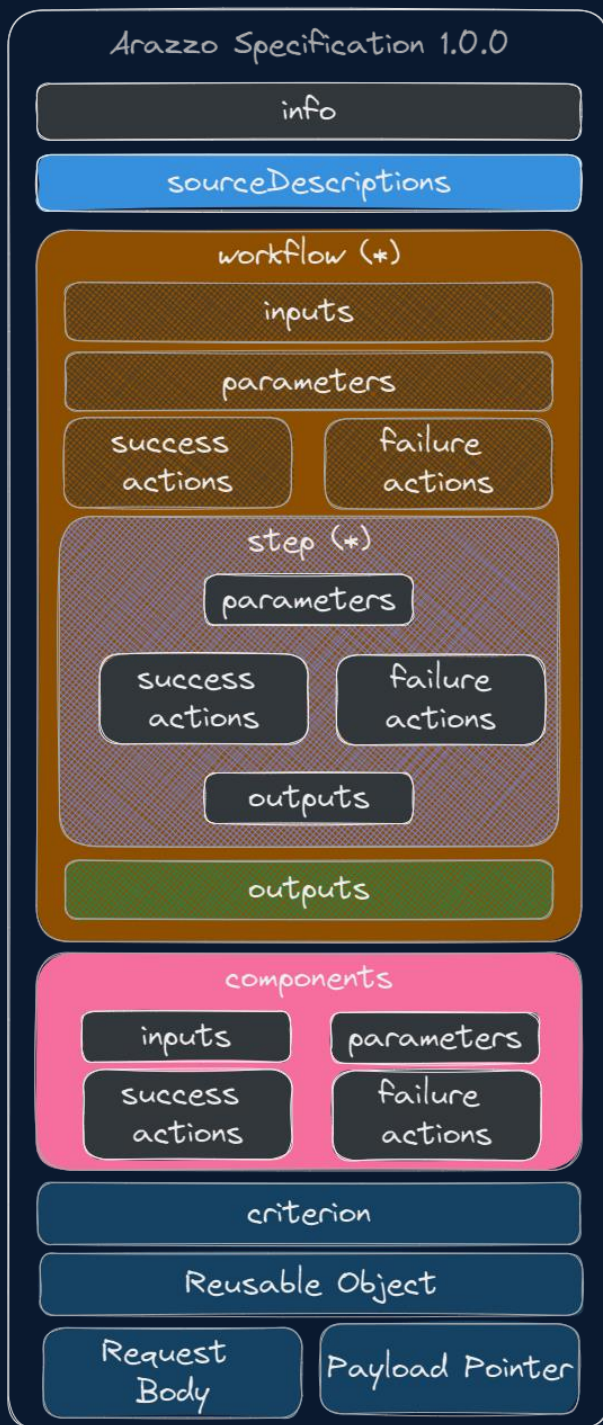 Arazzo Specification 1.0.0
info
sourceDescriptions
workflow (*)
inputs
parameters
success
actions
failure
actions
step (*)
parameters
success
actions
failure
actions
outputs
outputs
components
inputs
parameters
success
actions
failure
actions
criterion
Reusable Object
Request
Body
Payload Pointer